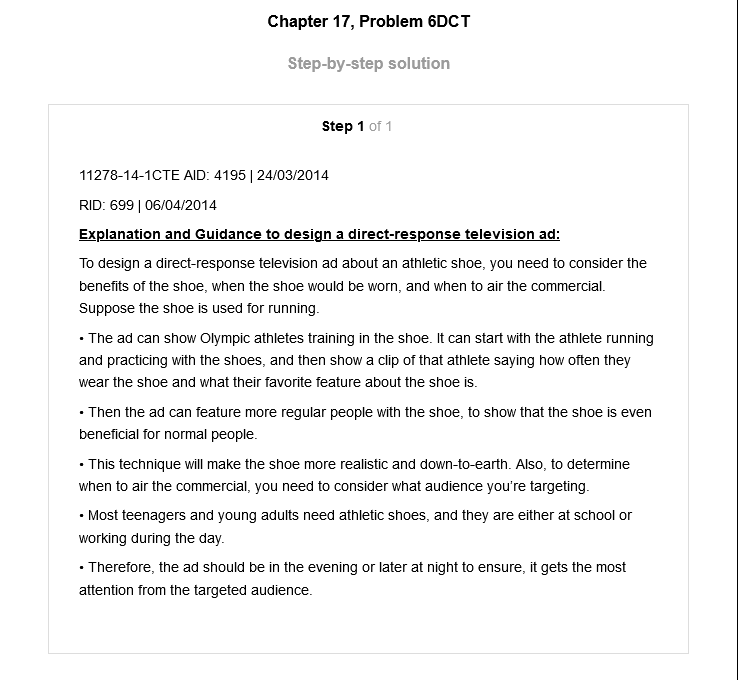 Chapter 17, Problem 6DCT
Step-by-step solution
Step 1 of 1
11278-14-1CTE AID: 4195 | 24/03/2014
RID: 699 | 06/04/2014
Explanation and Guidance to design a direct-response television ad:
To design a direct-response television ad about an athletic shoe, you need to consider the
benefits of the shoe, when the shoe would be worn, and when to air the commercial.
Suppose the shoe is used for running.
• The ad can show Olympic athletes training in the shoe. It can start with the athlete running
and practicing with the shoes, and then show a clip of that athlete saying how often they
wear the shoe and what their favorite feature about the shoe is.
• Then the ad can feature more regular people with the shoe, to show that the shoe is even
beneficial for normal people.
• This technique will make the shoe more realistic and down-to-earth. Also, to determine
when to air the commercial, you need to consider what audience you're targeting.
• Most teenagers and young adults need athletic shoes, and they are either at school or
working during the day.
• Therefore, the ad should be in the evening or later at night to ensure, it gets the most
attention from the targeted audience.